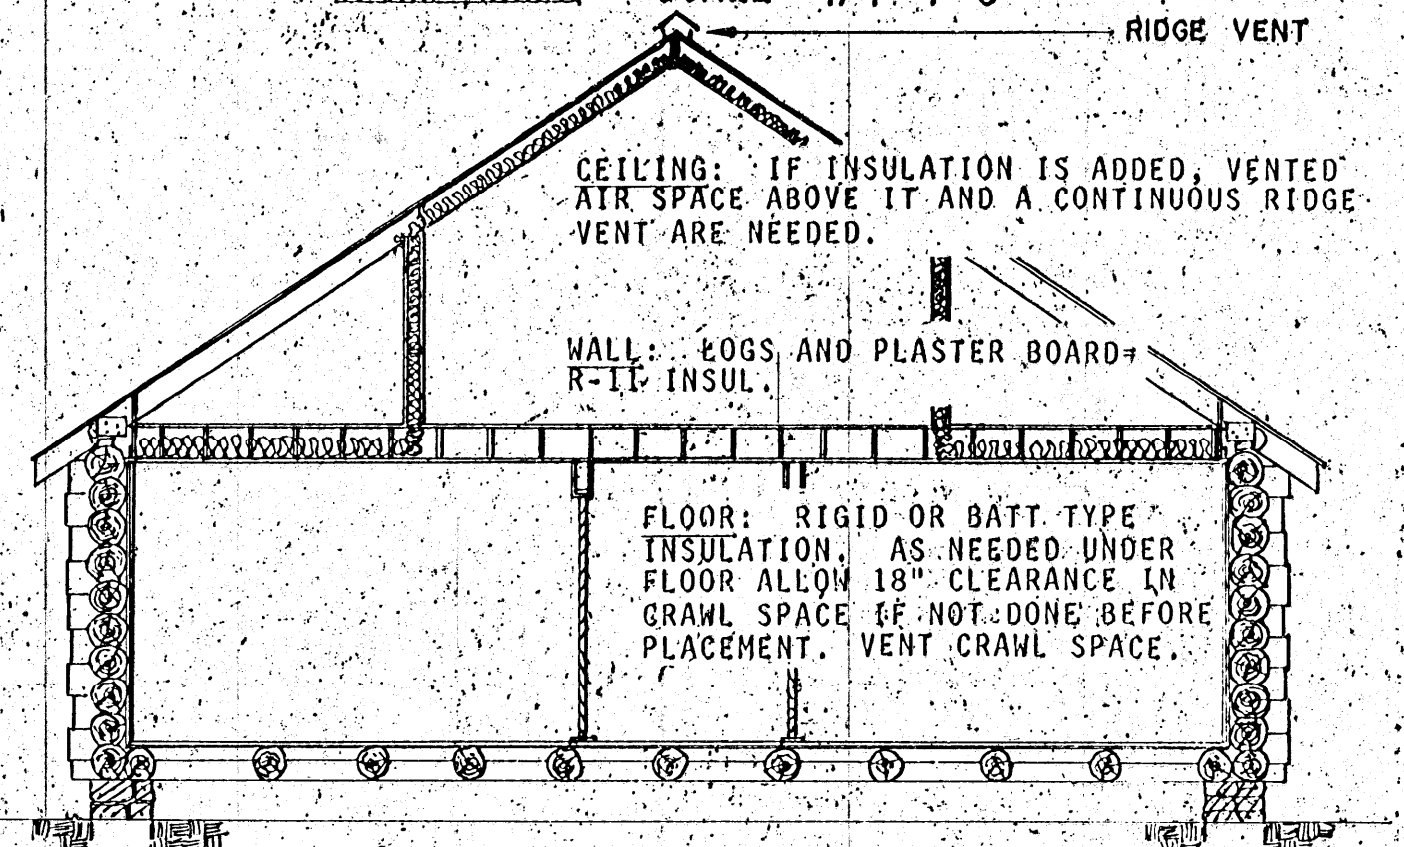 RIDGE VENT
CEILING: IF INSULATION IS ADDED, VENTED
AIR SPACE ABOVE IT AND A CONTINUOUS RIDGE
VENT ARE NEEDED.
WALL: LOGS AND PLASTER BOARD
R-11 INSUL.
FLOOR: RIGID OR BATT TYPE
INSULATION. AS NEEDED UNDER
FLOOR ALLOW 18" CLEARANCE IN
CRAWL SPACE IF NOT DONE BEFORE
PLACEMENT. VENT CRAWL SPACE.